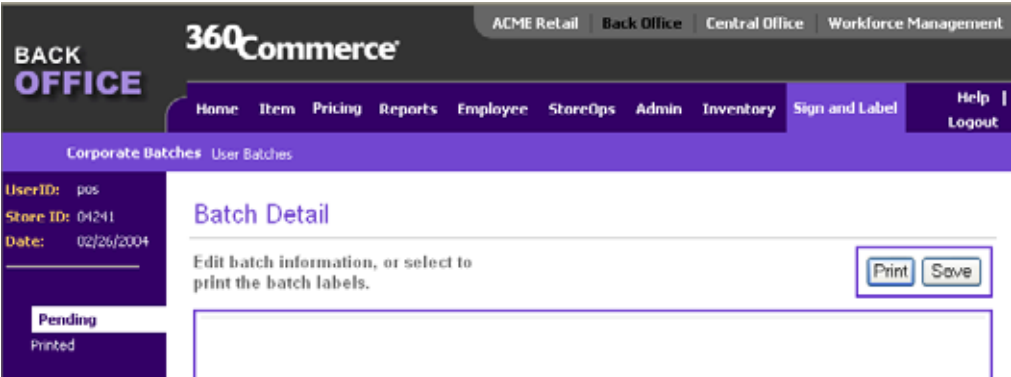 ACME Retail Back Office Central Office Workforce Management
BACK
OFFICE
360Commerce
Home Item Pricing Reports Employee StoreOps Admin Inventory Sign and Label
Help |
Logout
Corporate Batches User Batches
UserID: pos
Store ID: 04241
Date: 02/26/2004
Pending
Printed
Batch Detail
Edit batch information, or select to
print the batch labels.
Print Save